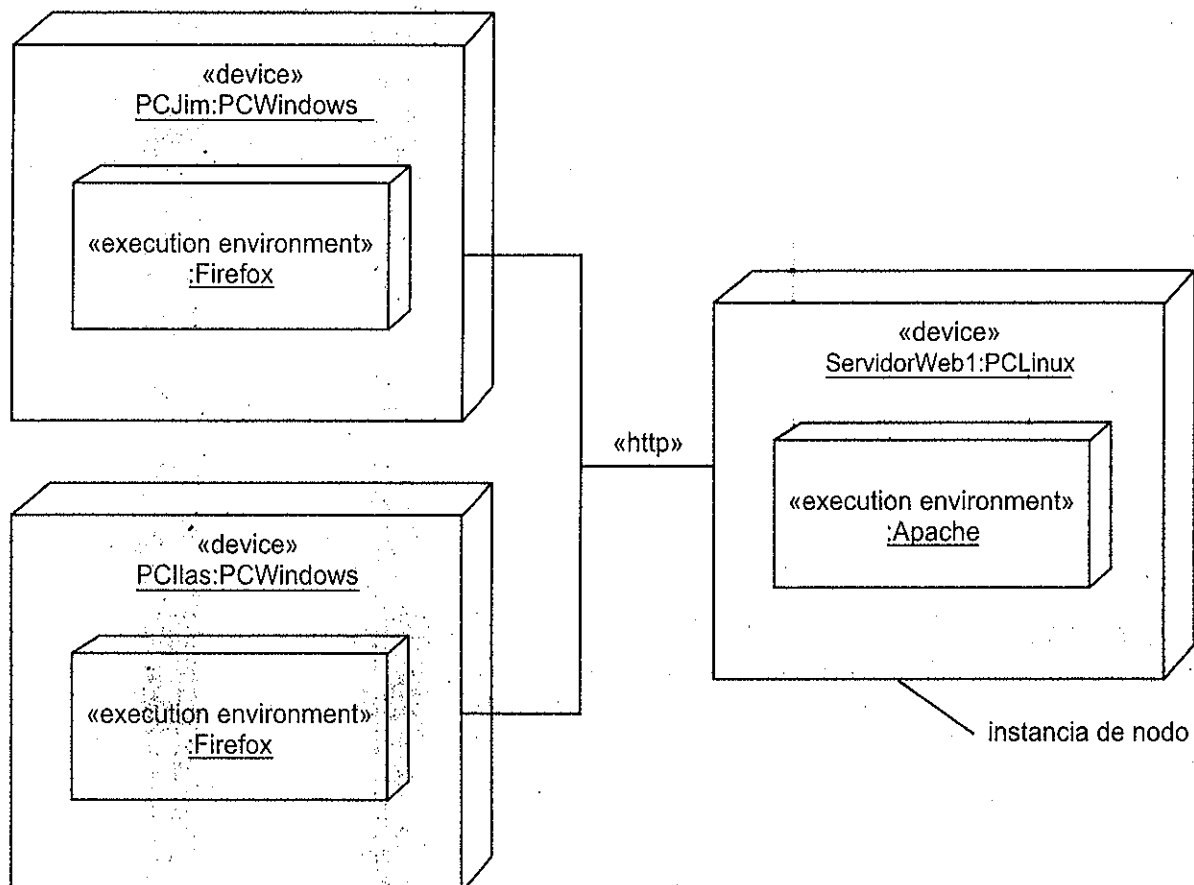 «device»
PCJim:PCWindows
«execution environment»
:Firefox
«device»
PCIlas:PCWindows
«execution environment»
:Firefox
«http»
«device»
ServidorWeb1:PCLinux
«execution environment»
:Apache
instancia de nodo